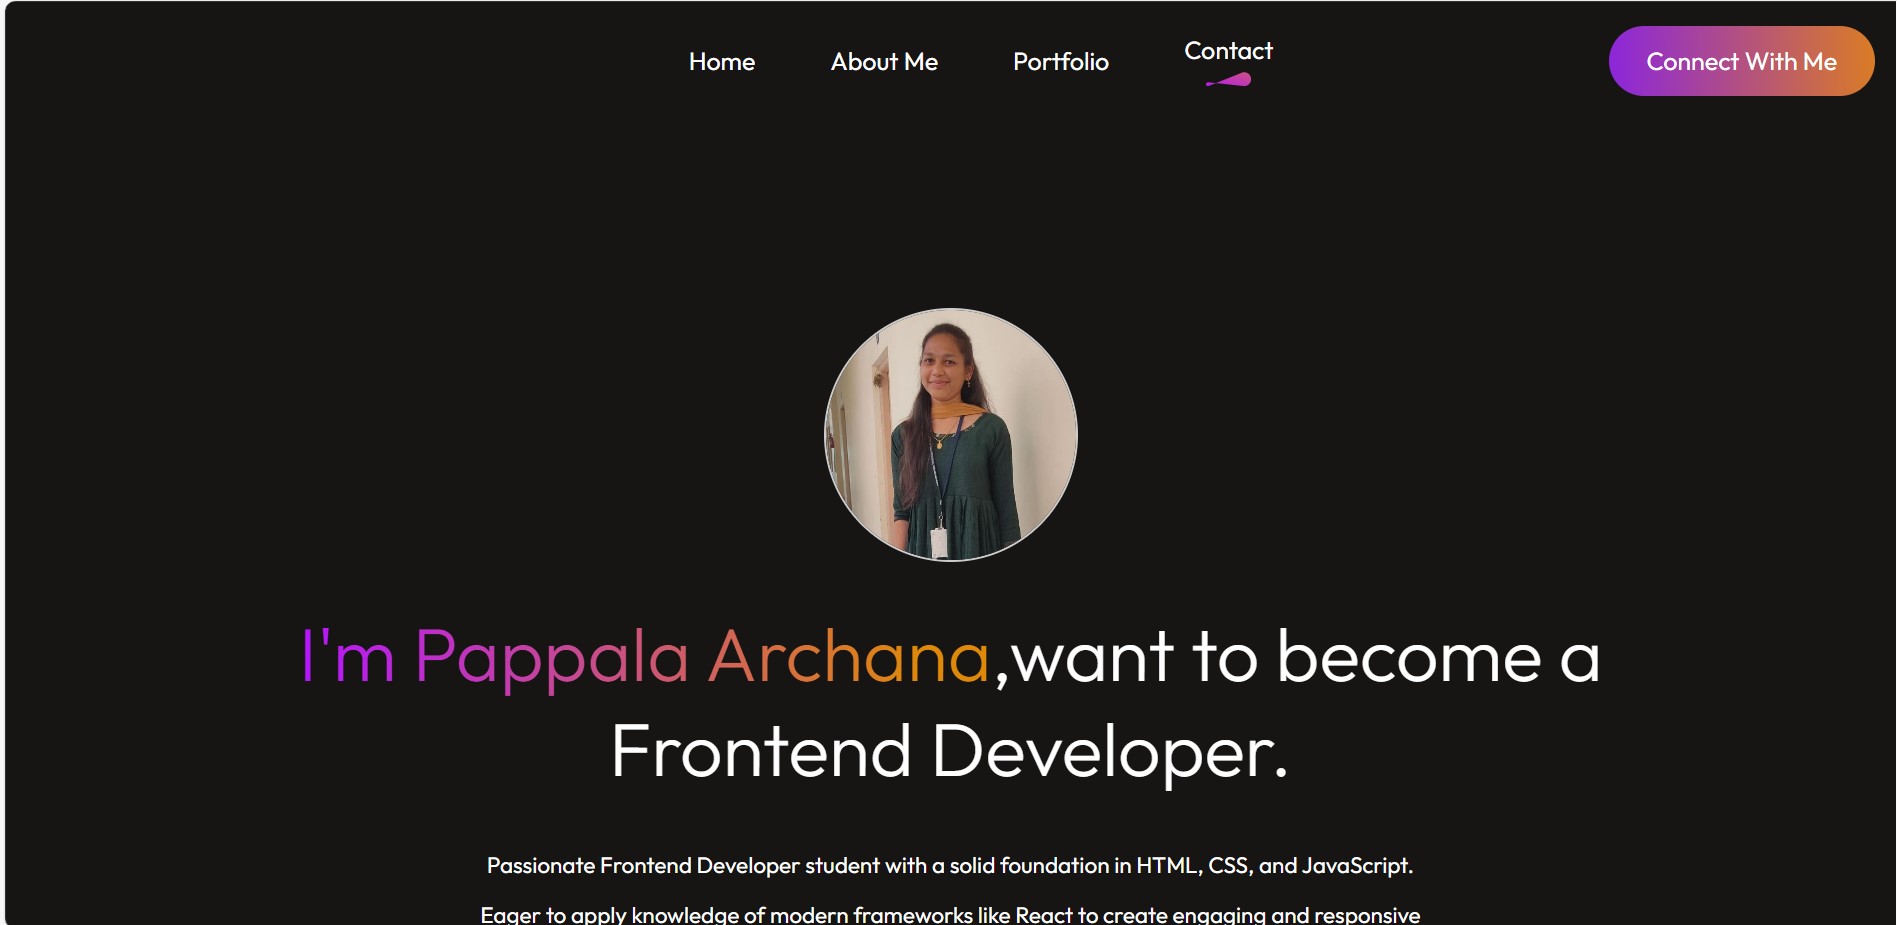 Home
About Me
Portfolio
Contact
Connect With Me
I'm Pappala Archana,want to become a
Frontend Developer.
Passionate Frontend Developer student with a solid foundation in HTML, CSS, and JavaScript.
Eager to apply knowledge of modern frameworks like React to create engaging and responsive